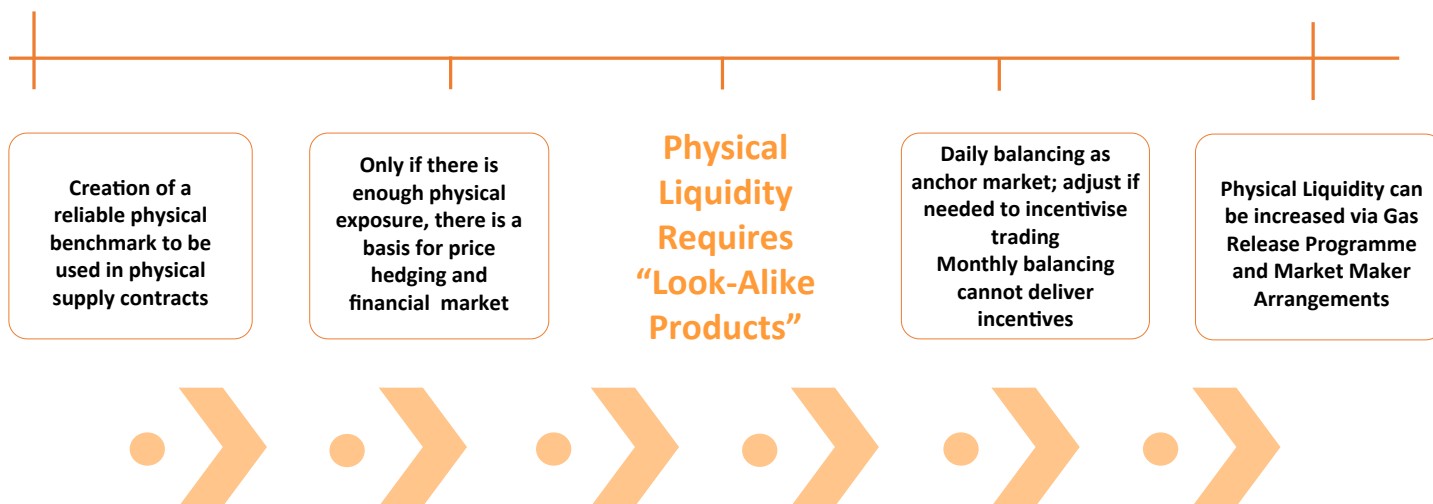 Creation of a
reliable physical
benchmark to be
used in physical
supply contracts
Only if there is
enough physical
exposure, there is a
basis for price
hedging and
financial  market
Physical
Liquidity
Requires
“Look-Alike
Products”
Daily balancing as
anchor market; adjust if
needed to incentivise
trading
Monthly balancing
cannot deliver
incentives
Physical Liquidity can
be increased via Gas
Release Programme
and Market Maker
Arrangements